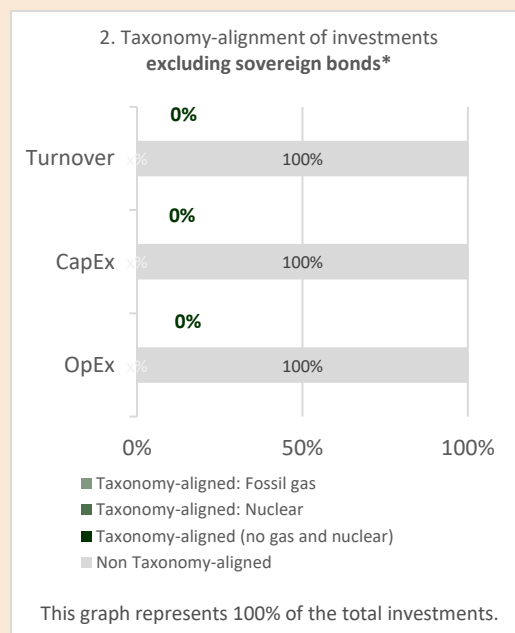 2. Taxonomy-alignment of investments
excluding sovereign bonds*
0%
Turnover x% 100%
0%
CapEx x% 100%
0%
OpEx x% 100%
0% 50% 100%
Taxonomy-aligned: Fossil gas
Taxonomy-aligned: Nuclear
Taxonomy-aligned (no gas and nuclear)
Non Taxonomy-aligned
This graph represents 100% of the total investments.